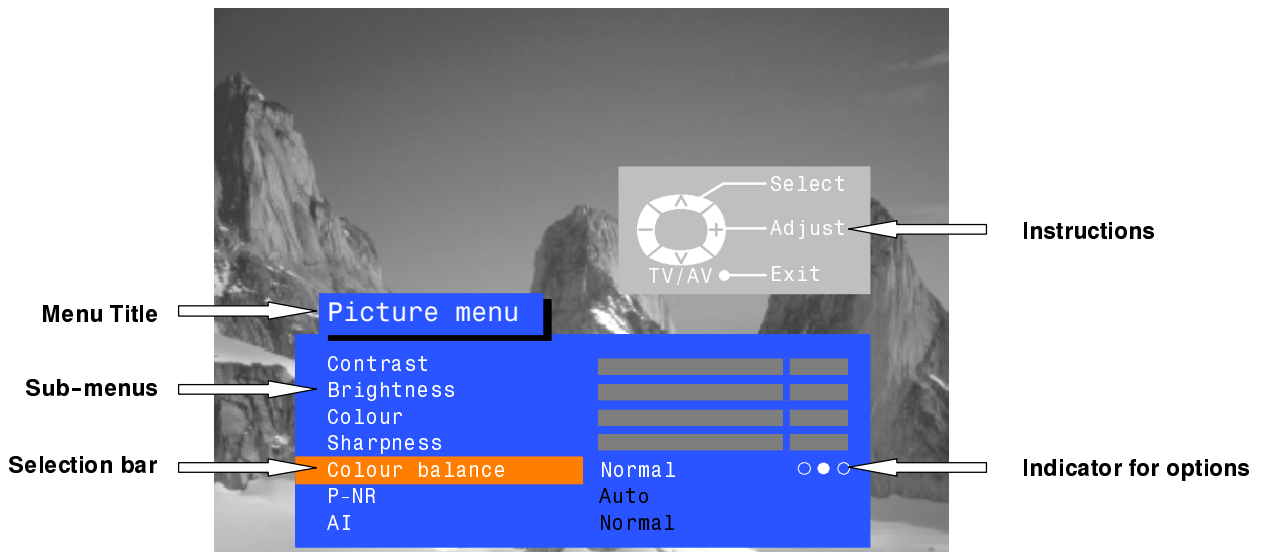 Select
Adjust
TV/AV Exit
Instructions
Menu Title
Picture menu
Contrast
Sub-menus
Brightness
Colour
Sharpness
Selection bar
Colour balance Normal
Indicator for options
P-NR Auto
AI Normal